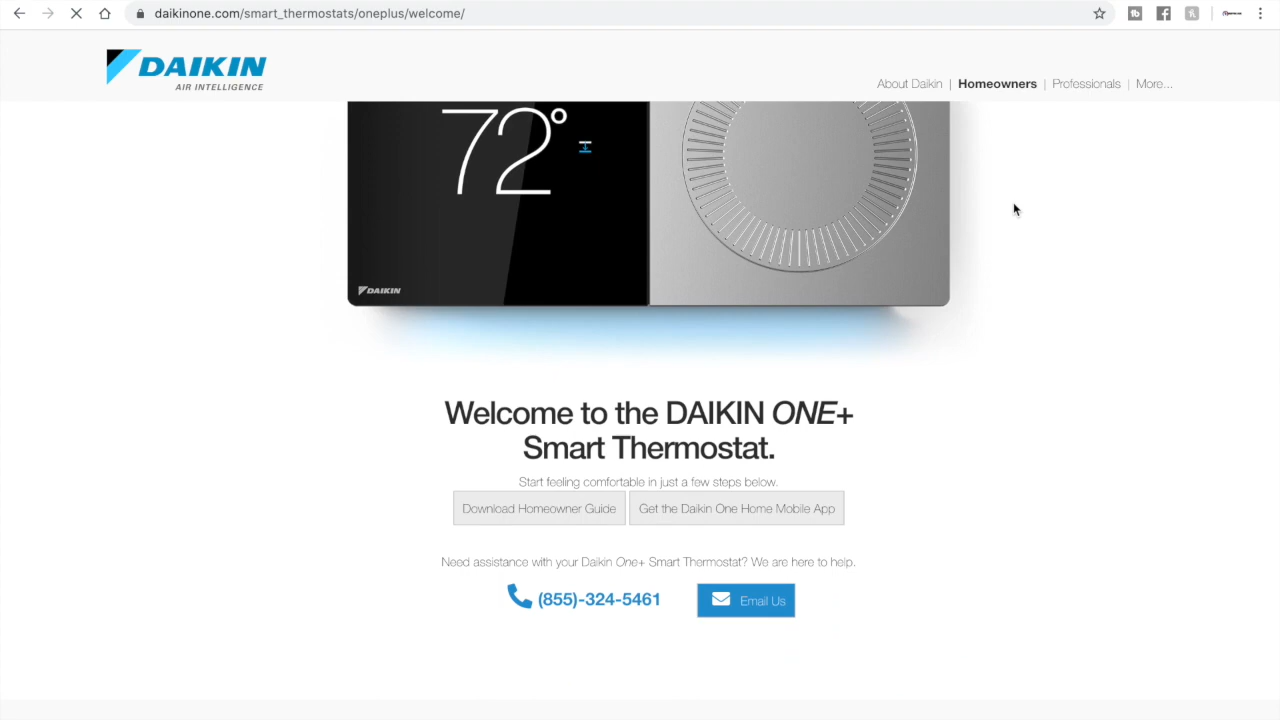 daikinone.com/smart_thermostats/oneplus/welcome/
DAIKIN
AIR INTELLIGENCE
About Daikin | Homeowners | Professionals | More...
72°
DAIKIN
Welcome to the DAIKIN ONE+
Smart Thermostat.
Start feeling comfortable in just a few steps below.
Download Homeowner Guide
Get the Daikin One Home Mobile App
Need assistance with your Daikin One+ Smart Thermostat? We are here to help.
(855)-324-5461
Email Us